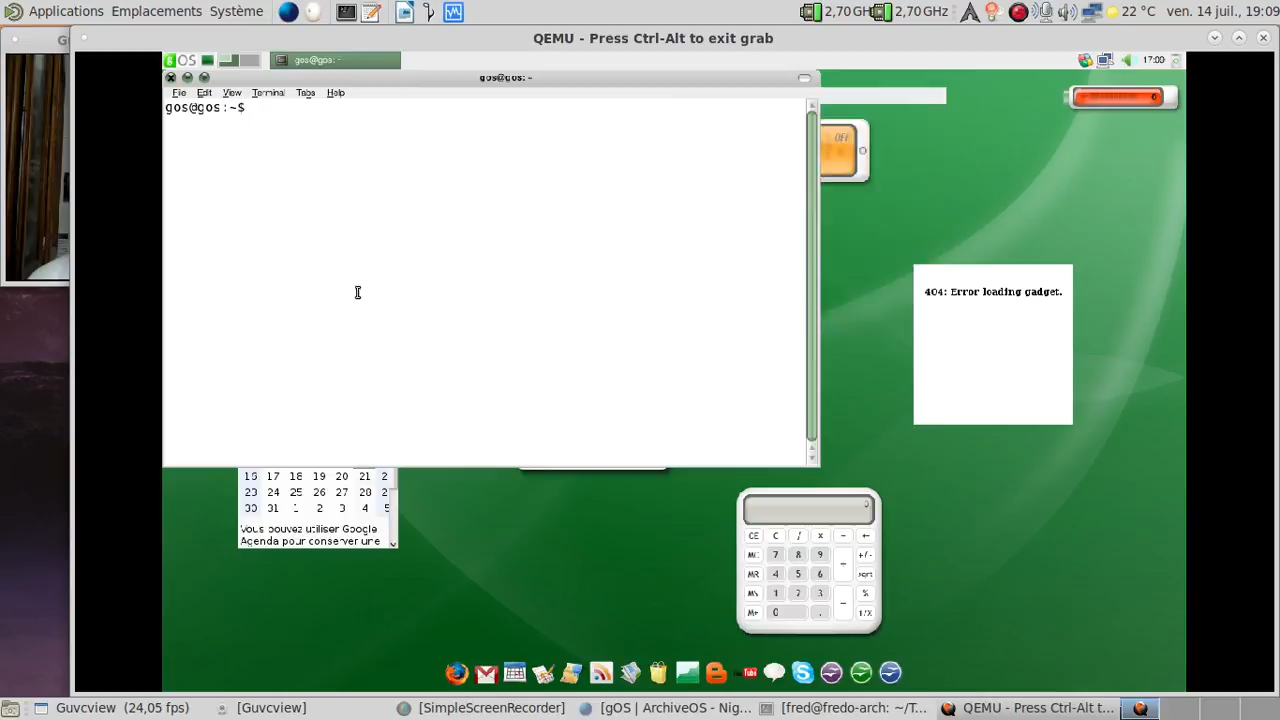 Applications Emplacements Système 2,70 GHz 2,70 GHz 22 °C ven. 14 juil., 19:09
QEMU - Press Ctrl-Alt to exit grab
gOS gos@gos: ~ 17:09
gos@gos: ~
File Edit View Terminal Tabs Help
gos@gos:~$
OFF
404: Error loading gadget.
16 17 18 19 20 21 2
23 24 25 26 27 28 2
30 31 1 2 3 4 5
Vous pouvez utiliser Google
Agenda pour conserver une
0
CE C / x - ←
MC 7 8 9 +/-
MR 4 5 6 sqrt
MS 1 2 3 %
M+ 0 . 1/X
Guvcview (24,05 fps) [Guvcview] [SimpleScreenRecorder] [gOS | ArchiveOS - Nig... [fred@fredo-arch: ~/T... QEMU - Press Ctrl-Alt t...